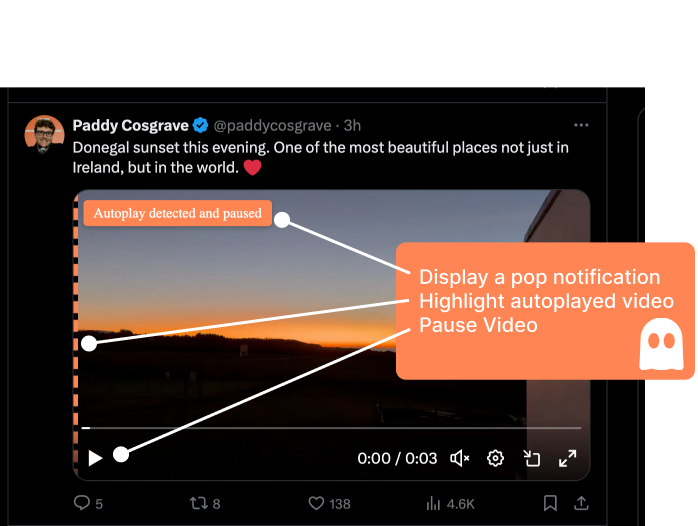 Paddy Cosgrave @paddycosgrave · 3h
Donegal sunset this evening. One of the most beautiful places not just in
Ireland, but in the world. ❤️
Autoplay detected and paused
Display a pop notification
Highlight autoplayed video
Pause Video
0:00 / 0:03
5 8 138 4.6K